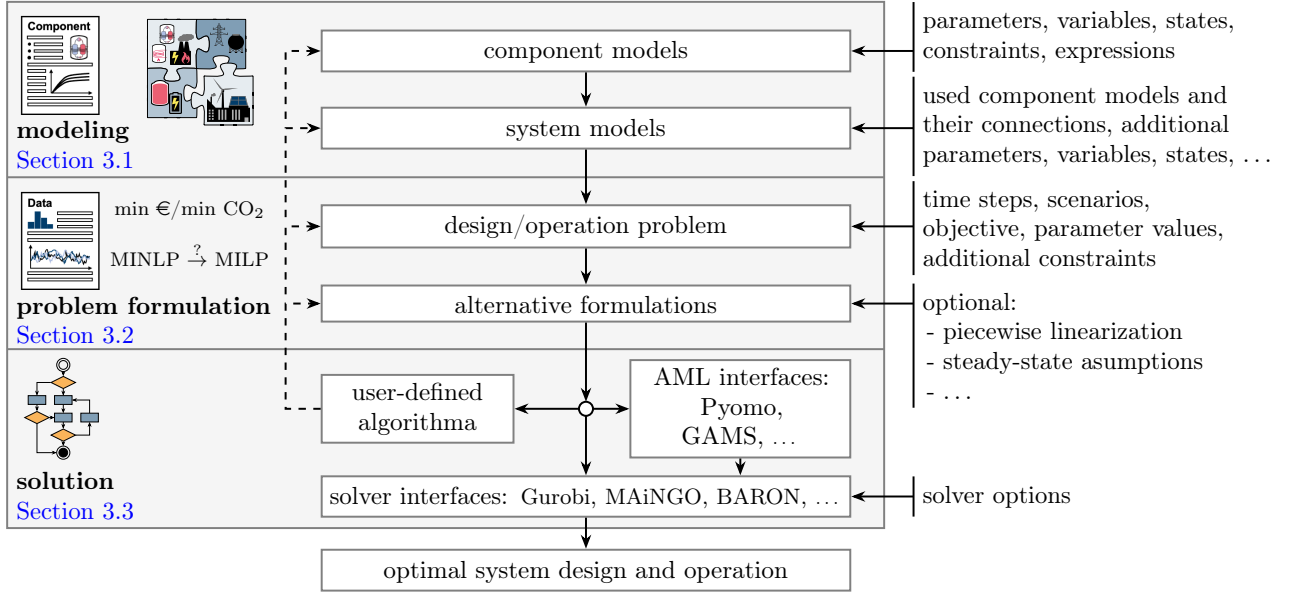 Component
modeling
Section 3.1
component models
system models
parameters, variables, states,
constraints, expressions
used component models and
their connections, additional
parameters, variables, states, …
Data
min €/min CO₂
MINLP →? MILP
problem formulation
Section 3.2
design/operation problem
alternative formulations
time steps, scenarios,
objective, parameter values,
additional constraints
optional:
- piecewise linearization
- steady-state asumptions
- …
solution
Section 3.3
user-defined
algorithm
AML interfaces:
Pyomo,
GAMS, …
solver interfaces: Gurobi, MAiNGO, BARON, …
solver options
optimal system design and operation